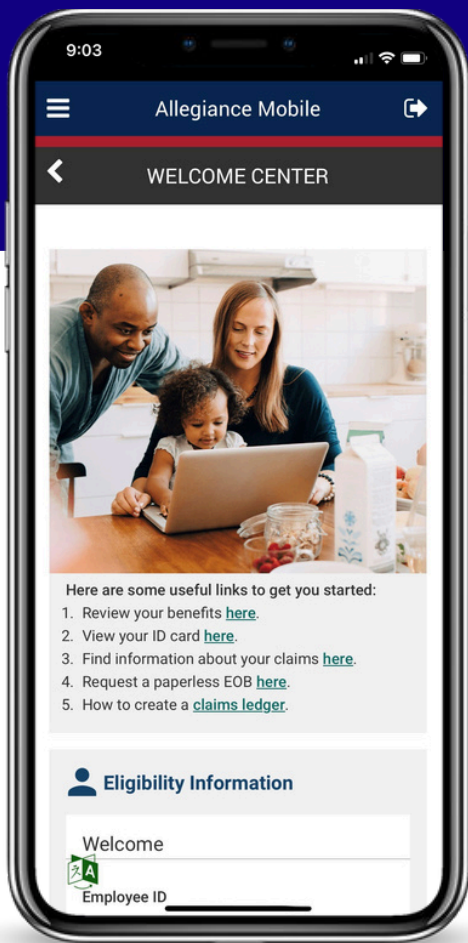 9:03
Allegiance Mobile
WELCOME CENTER
Here are some useful links to get you started:
1. Review your benefits here.
2. View your ID card here.
3. Find information about your claims here.
4. Request a paperless EOB here.
5. How to create a claims ledger.
Eligibility Information
Welcome
A
Employee ID